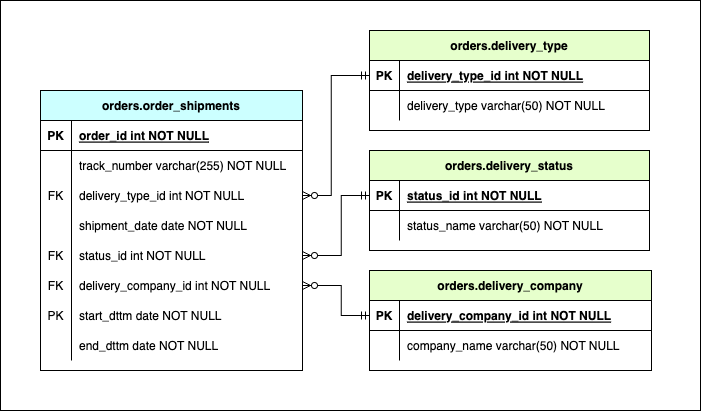 orders.order_shipments
PK order_id int NOT NULL
track_number varchar(255) NOT NULL
FK delivery_type_id int NOT NULL
shipment_date date NOT NULL
FK status_id int NOT NULL
FK delivery_company_id int NOT NULL
PK start_dttm date NOT NULL
end_dttm date NOT NULL
orders.delivery_type
PK delivery_type_id int NOT NULL
delivery_type varchar(50) NOT NULL
orders.delivery_status
PK status_id int NOT NULL
status_name varchar(50) NOT NULL
orders.delivery_company
PK delivery_company_id int NOT NULL
company_name varchar(50) NOT NULL